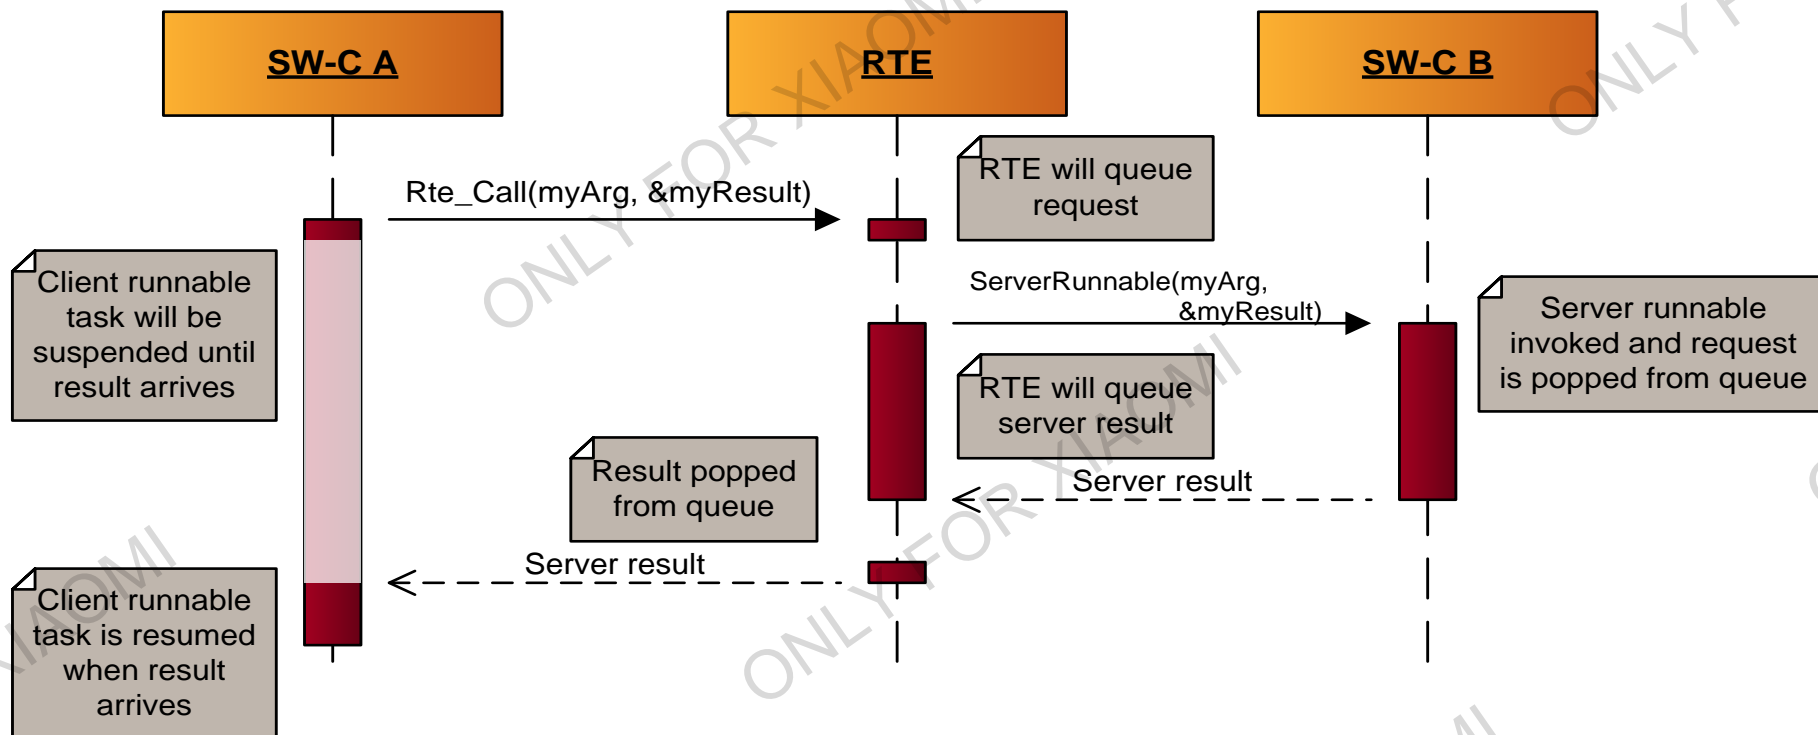 SW-C A
RTE
SW-C B
RTE will queue
request
Rte_Call(myArg, &myResult)
Client runnable
task will be
suspended until
result arrives
ServerRunnable(myArg,
&myResult)
Server runnable
invoked and request
is popped from queue
RTE will queue
server result
Result popped
from queue
Server result
Server result
Client runnable
task is resumed
when result
arrives
ONLY FOR XIAOMI
ONLY FOR XIAOMI
ONLY F
XIAOMI
MI